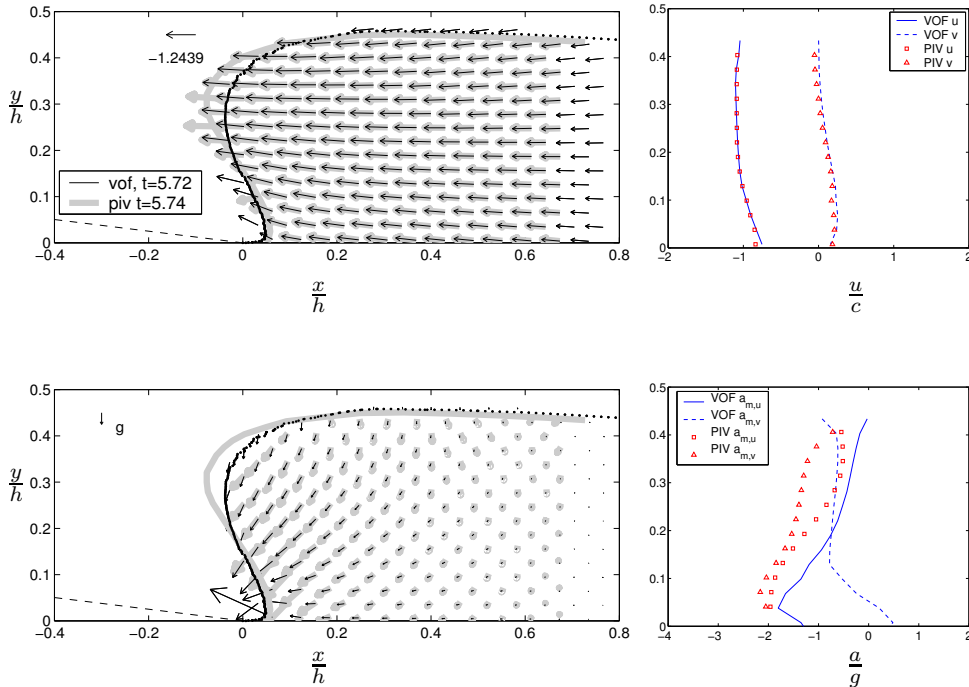 0.5
0.4
0.3
0.2
0.1
0
y/h
−1.2439
vof, t=5.72
piv t=5.74
−0.4 −0.2 0 0.2 0.4 0.6 0.8
x/h
0.5
0.4
0.3
0.2
0.1
0
VOF u
VOF v
PIV u
PIV v
−2 −1 0 1 2
u/c
0.5
0.4
0.3
0.2
0.1
0
y/h
g
−0.4 −0.2 0 0.2 0.4 0.6 0.8
x/h
0.5
0.4
0.3
0.2
0.1
0
VOF a_{m,u}
VOF a_{m,v}
PIV a_{m,u}
PIV a_{m,v}
−4 −3 −2 −1 0 1 2
a/g